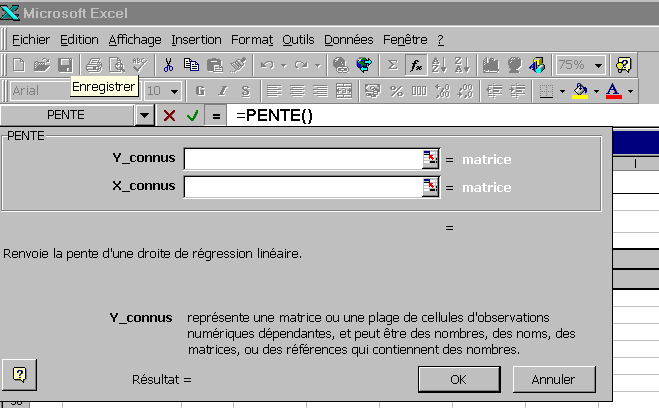 Microsoft Excel
Fichier Edition Affichage Insertion Format Outils Données Fenêtre ?
75%
Enregistrer
Arial 10 G I S % 000
PENTE = =PENTE()
PENTE
I
Y_connus = matrice
X_connus = matrice
=
Renvoie la pente d'une droite de régression linéaire.
Y_connus représente une matrice ou une plage de cellules d'observations
numériques dépendantes, et peut être des nombres, des noms, des
matrices, ou des références qui contiennent des nombres.
Résultat = OK Annuler